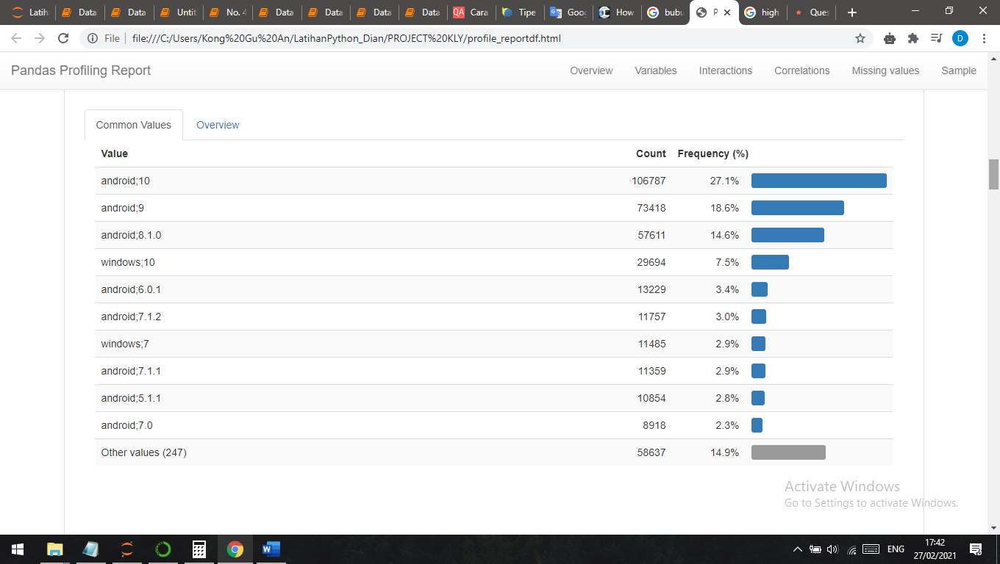 Latiha
Data
Data
Untit
No. 4
Data
Data
Data
Data
QA Cara
Tipe
Goog
How
bubu
P
high
Ques
File file:///C:/Users/Kong%20Gu%20An/LatihanPython_Dian/PROJECT%20KLY/profile_reportdf.html
D
Pandas Profiling Report Overview Variables Interactions Correlations Missing values Sample
Common Values Overview
Value Count Frequency (%)
android;10 106787 27.1%
android;9 73418 18.6%
android;8.1.0 57611 14.6%
windows;10 29694 7.5%
android;6.0.1 13229 3.4%
android;7.1.2 11757 3.0%
windows;7 11485 2.9%
android;7.1.1 11359 2.9%
android;5.1.1 10854 2.8%
android;7.0 8918 2.3%
Other values (247) 58637 14.9%
Activate Windows
Go to Settings to activate Windows.
ENG
17:42
27/02/2021